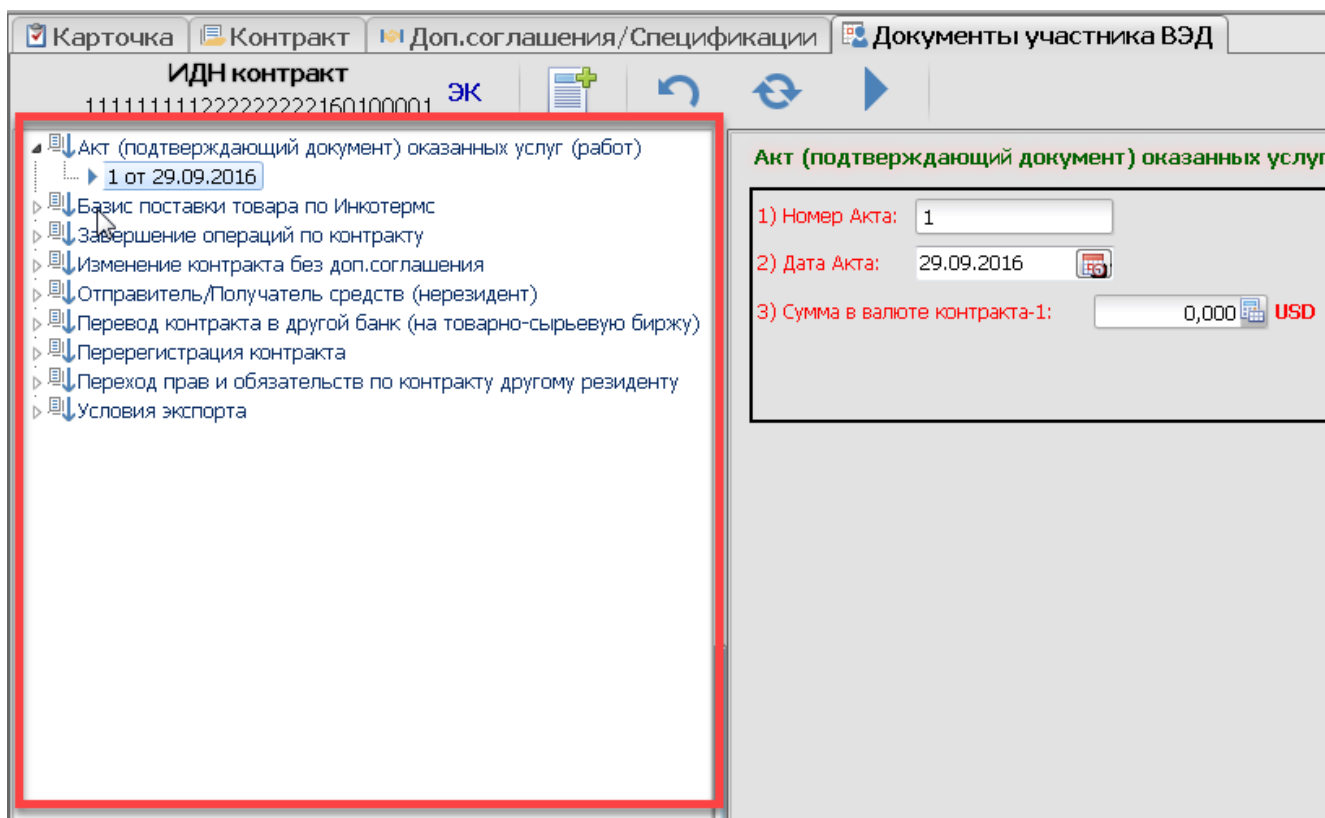 Карточка Контракт Доп.соглашения/Спецификации Документы участника ВЭД
ИДН контракт
111111111222222222160100001 ЭК
Акт (подтверждающий документ) оказанных услуг (работ)
1 от 29.09.2016
Базис поставки товара по Инкотермс
Завершение операций по контракту
Изменение контракта без доп.соглашения
Отправитель/Получатель средств (нерезидент)
Перевод контракта в другой банк (на товарно-сырьевую биржу)
Перерегистрация контракта
Переход прав и обязательств по контракту другому резиденту
Условия экспорта
Акт (подтверждающий документ) оказанных услуг
1) Номер Акта: 1
2) Дата Акта: 29.09.2016
3) Сумма в валюте контракта-1: 0,000 USD